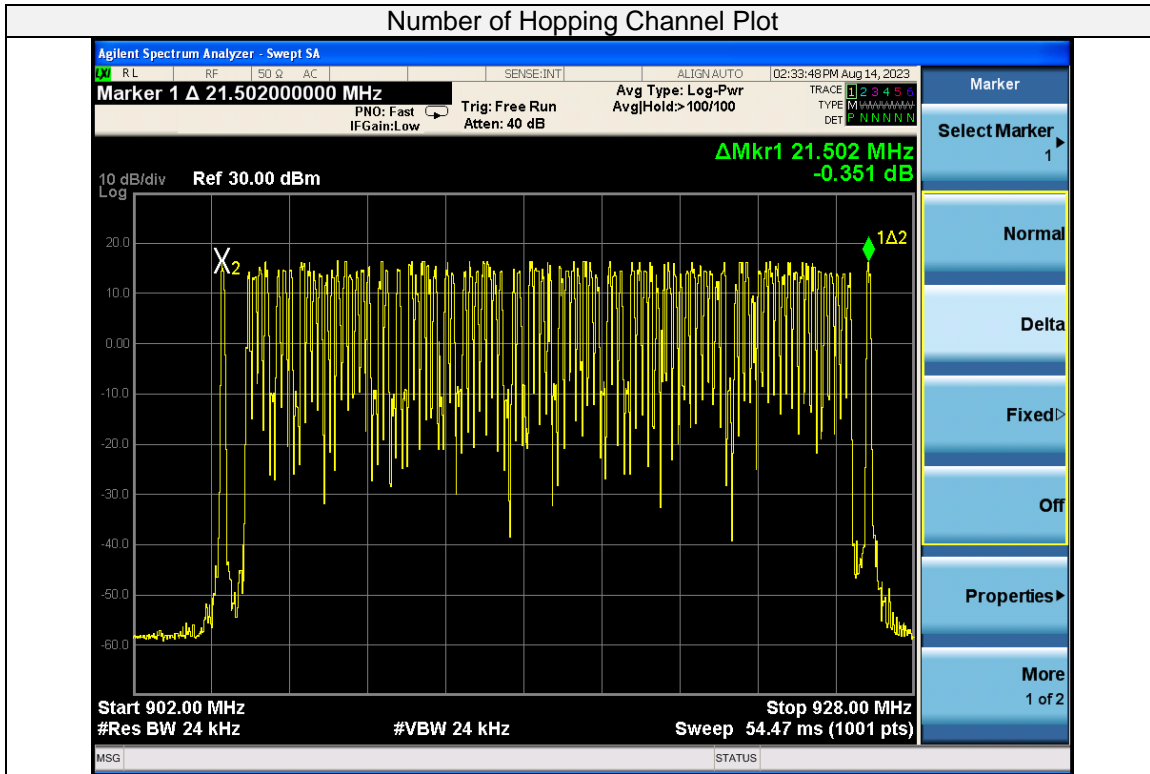 Number of Hopping Channel Plot
Agilent Spectrum Analyzer - Swept SA
LXI RL RF 50 Ω AC SENSE:INT ALIGN AUTO 02:33:48 PM Aug 14, 2023
Marker 1 Δ 21.502000000 MHz
PNO: Fast
IFGain:Low
Trig: Free Run
Atten: 40 dB
Avg Type: Log-Pwr
Avg|Hold:>100/100
TRACE 1 2 3 4 5 6
TYPE M
DET P N N N N N
ΔMkr1 21.502 MHz
-0.351 dB
10 dB/div Ref 30.00 dBm
Log
20.0
10.0
0.00
-10.0
-20.0
-30.0
-40.0
-50.0
-60.0
X2
1Δ2
Start 902.00 MHz Stop 928.00 MHz
#Res BW 24 kHz #VBW 24 kHz Sweep 54.47 ms (1001 pts)
MSG STATUS
Marker
Select Marker
1
Normal
Delta
Fixed
Off
Properties
More
1 of 2